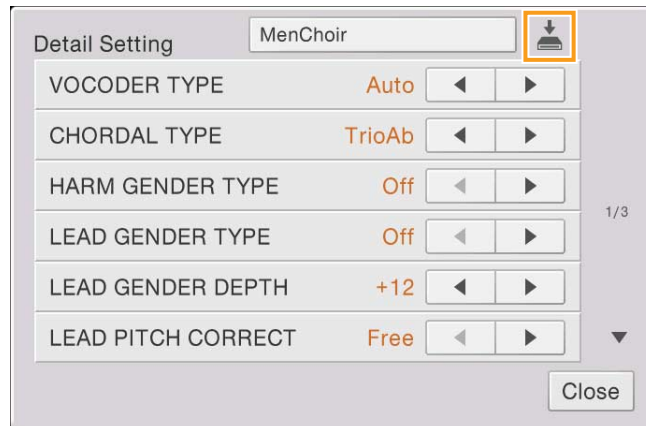 Detail Setting MenChoir
VOCODER TYPE Auto
CHORDAL TYPE TrioAb
HARM GENDER TYPE Off
1/3
LEAD GENDER TYPE Off
LEAD GENDER DEPTH +12
LEAD PITCH CORRECT Free
Close